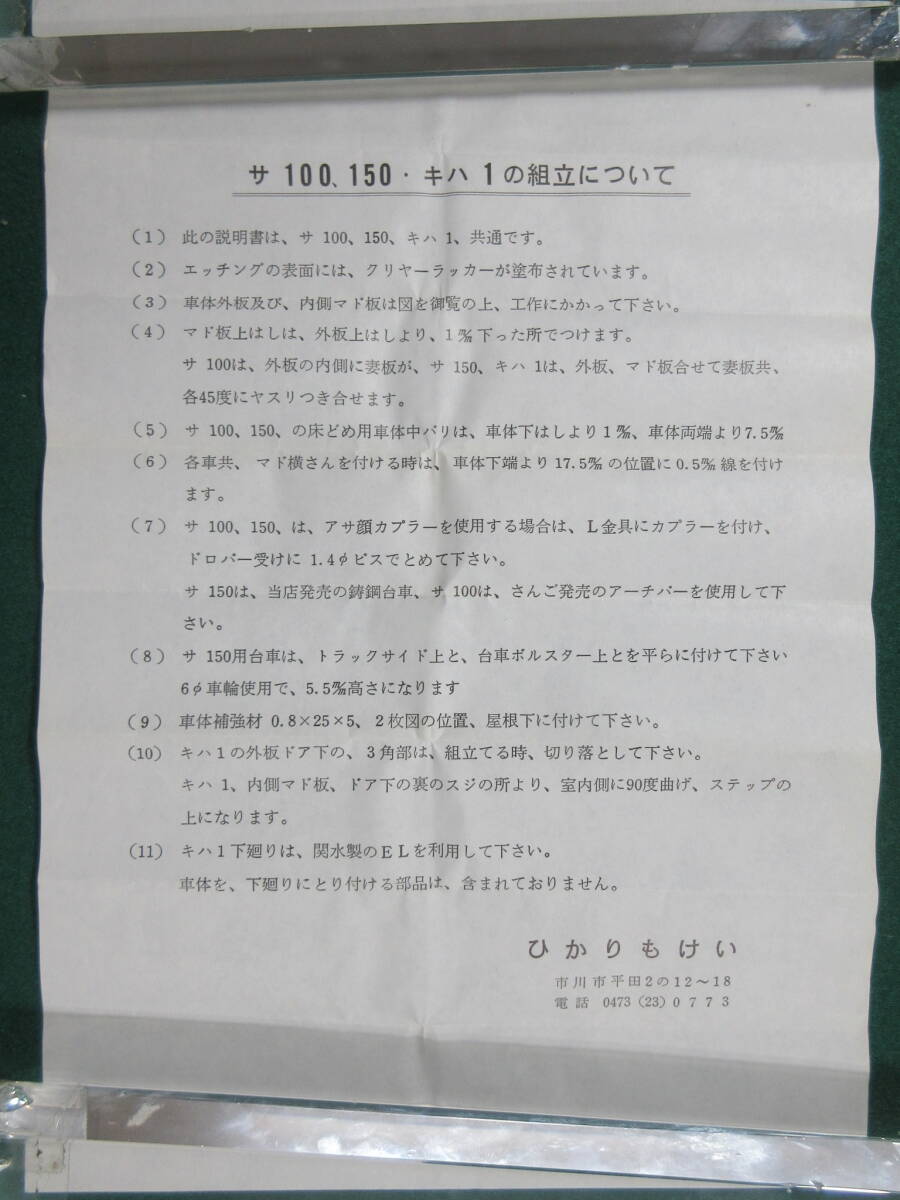 サ 100、150・キハ 1 の組立について
(1) 此の説明書は、サ 100、150、キハ 1、共通です。
(2) エッチングの表面には、クリヤーラッカーが塗布されています。
(3) 車体外板及び、内側マド板は図を御覧の上、工作にかかって下さい。
(4) マド板上はしは、外板上はしより、1㎜下った所でつけます。
サ 100は、外板の内側に妻板が、サ 150、キハ 1は、外板、マド板合せて妻板共、
各45度にヤスリつき合せます。
(5) サ 100、150、の床どめ用車体中バリは、車体下はしより 1㎜、車体両端より7.5㎜
(6) 各車共、マド横さんを付ける時は、車体下端より 17.5㎜ の位置に 0.5㎜ 線を付け
ます。
(7) サ 100、150、は、アサ顔カプラーを使用する場合は、L金具にカプラーを付け、
ドロバー受けに 1.4φビスでとめて下さい。
サ 150は、当店発売の鋳鋼台車、サ 100は、さんご発売のアーチバーを使用して下
さい。
(8) サ 150用台車は、トラックサイド上と、台車ボルスター上とを平らに付けて下さい
6φ車輪使用で、5.5㎜高さになります
(9) 車体補強材 0.8×25×5、2枚図の位置、屋根下に付けて下さい。
(10) キハ 1 の外板ドア下の、3角部は、組立てる時、切り落として下さい。
キハ 1、内側マド板、ドア下の裏のスジの所より、室内側に90度曲げ、ステップの
上になります。
(11) キハ 1 下廻りは、関水製のELを利用して下さい。
車体を、下廻りにとり付ける部品は、含まれておりません。
ひかりもけい
市川市平田2の12～18
電話 0473 (23) 0773